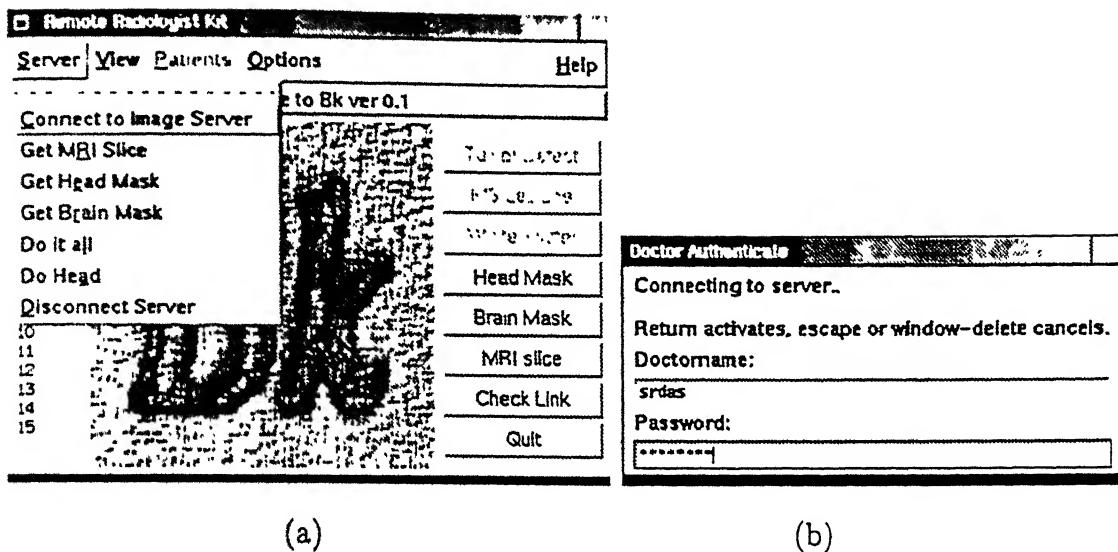 Remote Radiologist Kit
Server View Patients Options Help
e to Bk ver 0.1
Connect to Image Server
Get MRI Slice
Get Head Mask
Get Brain Mask
Do it all
Do Head
Disconnect Server
10
11
12
13
14
15
Head Mask
Brain Mask
MRI slice
Check Link
Quit
(a)
Doctor Authenticate
Connecting to server..
Return activates, escape or window-delete cancels.
Doctorname:
srdas
Password:
********
(b)